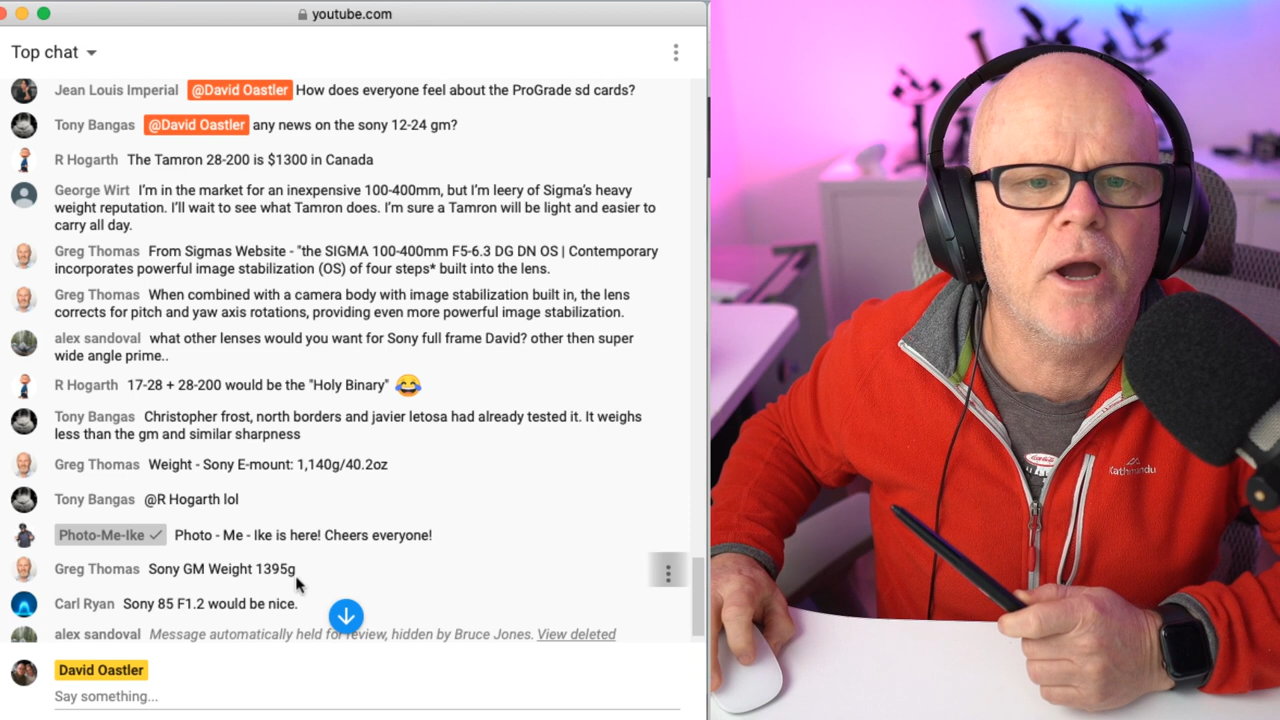 youtube.com
Top chat
Jean Louis Imperial @David Oastler How does everyone feel about the ProGrade sd cards?
Tony Bangas @David Oastler any news on the sony 12-24 gm?
R Hogarth The Tamron 28-200 is $1300 in Canada
George Wirt I'm in the market for an inexpensive 100-400mm, but I'm leery of Sigma's heavy
weight reputation. I'll wait to see what Tamron does. I'm sure a Tamron will be light and easier to
carry all day.
Greg Thomas From Sigmas Website - "the SIGMA 100-400mm F5-6.3 DG DN OS | Contemporary
incorporates powerful image stabilization (OS) of four steps* built into the lens.
Greg Thomas When combined with a camera body with image stabilization built in, the lens
corrects for pitch and yaw axis rotations, providing even more powerful image stabilization.
alex sandoval what other lenses would you want for Sony full frame David? other then super
wide angle prime..
R Hogarth 17-28 + 28-200 would be the "Holy Binary" 😂
Tony Bangas Christopher frost, north borders and javier letosa had already tested it. It weighs
less than the gm and similar sharpness
Greg Thomas Weight - Sony E-mount: 1,140g/40.2oz
Tony Bangas @R Hogarth lol
Photo-Me-Ike ✓ Photo - Me - Ike is here! Cheers everyone!
Greg Thomas Sony GM Weight 1395g
Carl Ryan Sony 85 F1.2 would be nice.
alex sandoval Message automatically held for review, hidden by Bruce Jones. View deleted
David Oastler
Say something...
Kathmandu